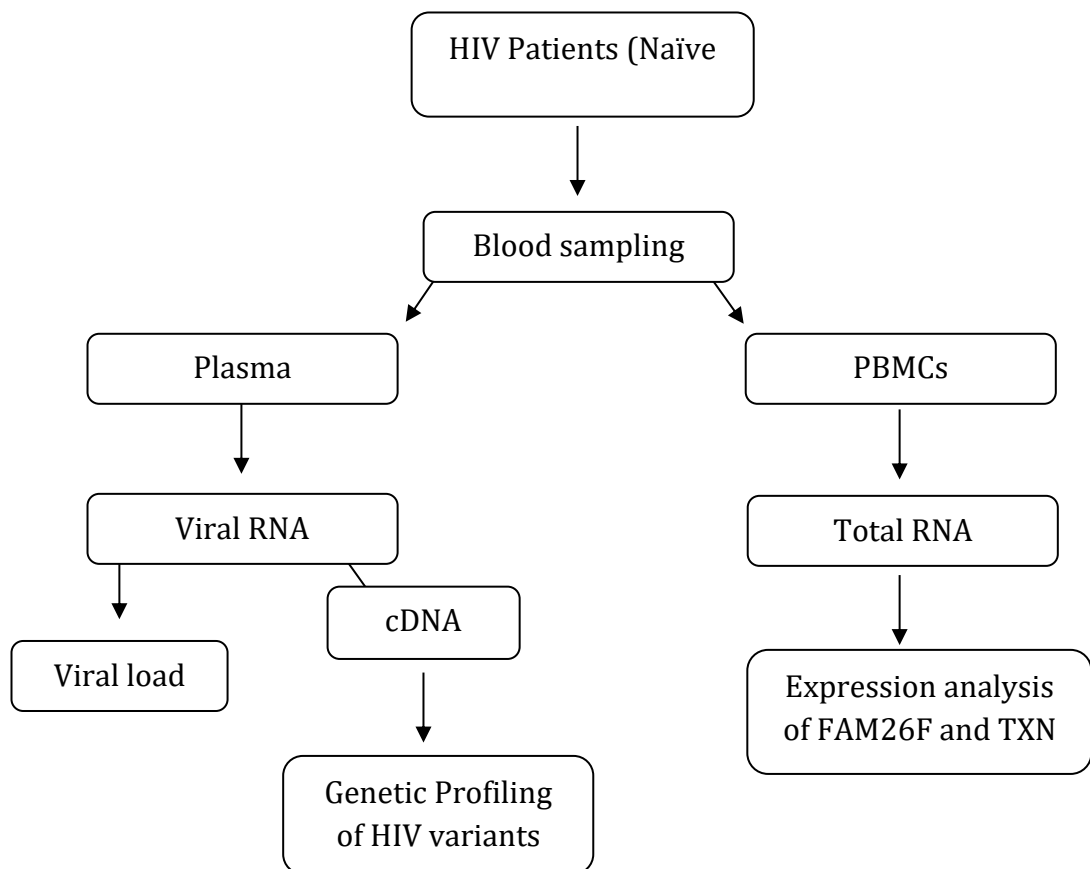 HIV Patients (Naïve
Blood sampling
Plasma
PBMCs
Viral RNA
Total RNA
cDNA
Viral load
Expression analysis
of FAM26F and TXN
Genetic Profiling
of HIV variants